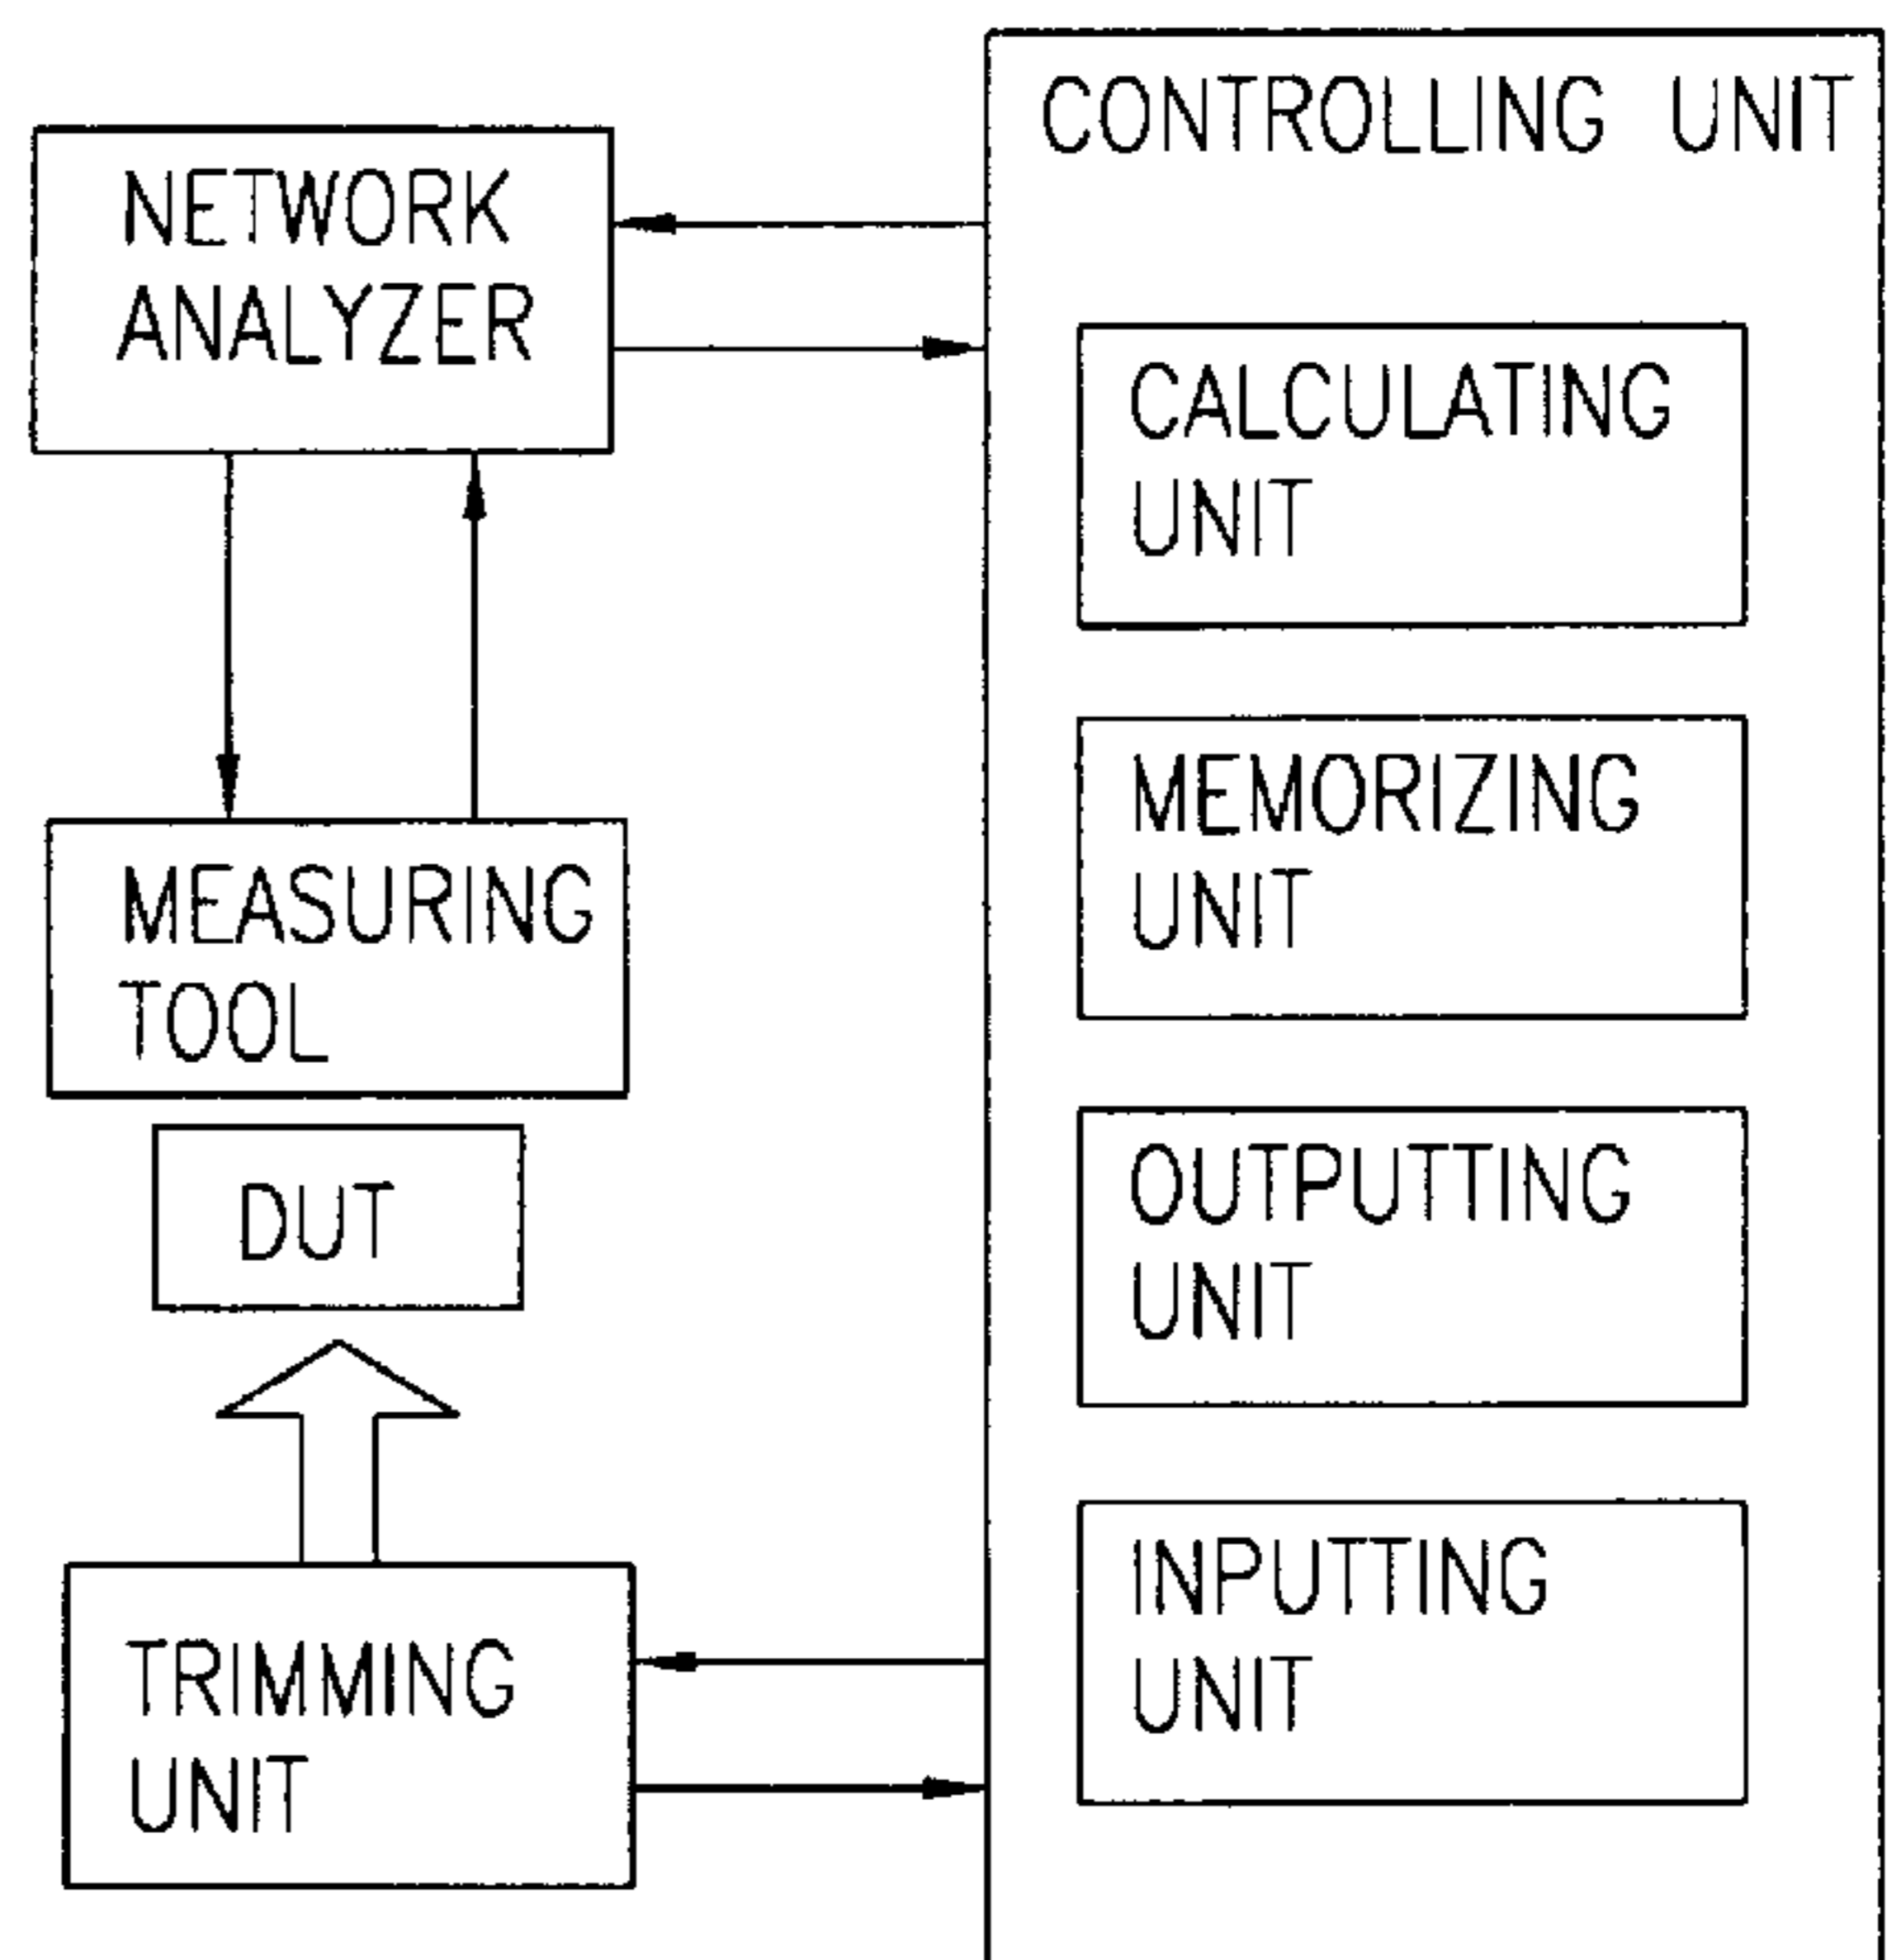 NETWORK
ANALYZER
MEASURING
TOOL
DUT
TRIMMING
UNIT
CONTROLLING UNIT
CALCULATING
UNIT
MEMORIZING
UNIT
OUTPUTTING
UNIT
INPUTTING
UNIT